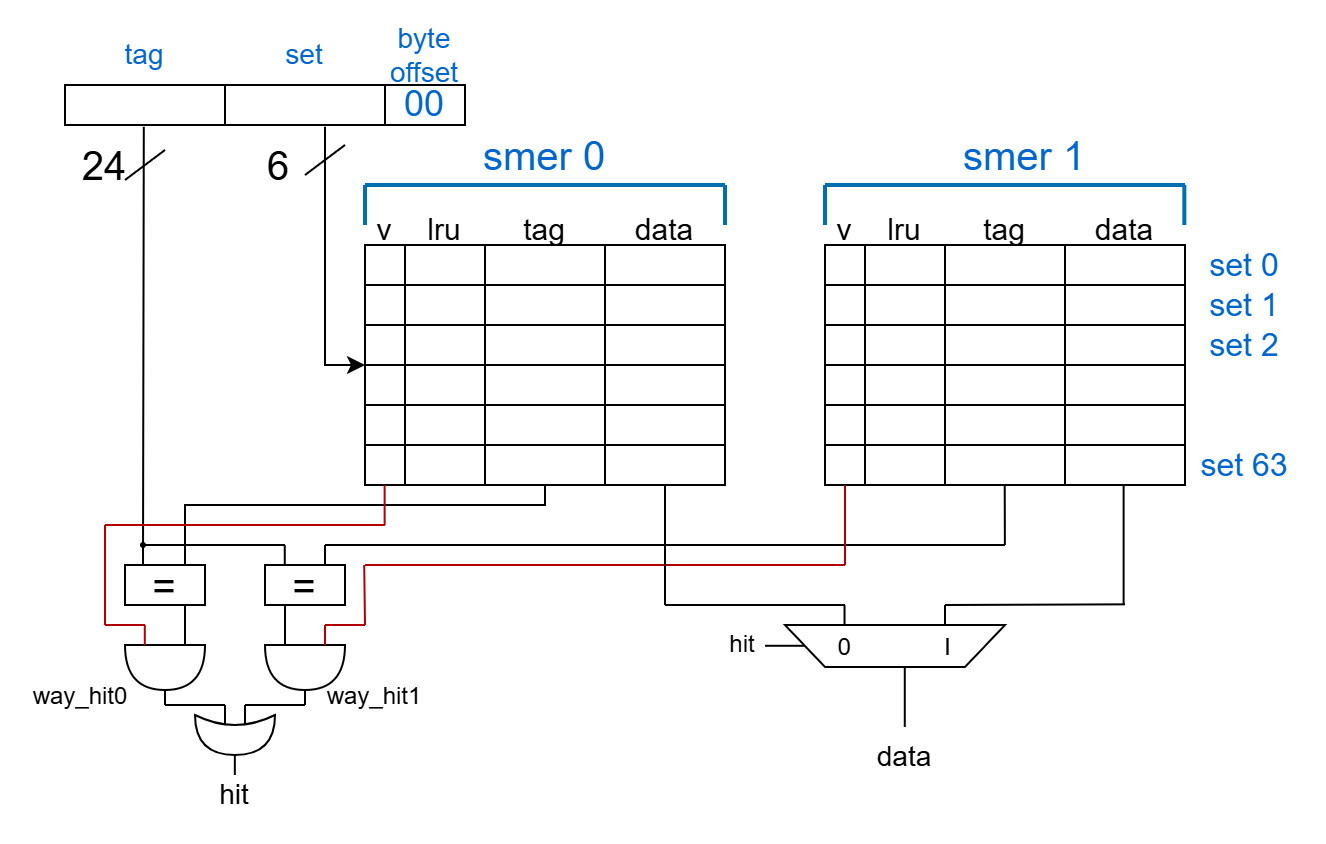 tag
set
byte
offset
00
24
6
smer 0
smer 1
v
lru
tag
data
v
lru
tag
data
set 0
set 1
set 2
set 63
=
=
hit
0
I
way_hit0
way_hit1
data
hit